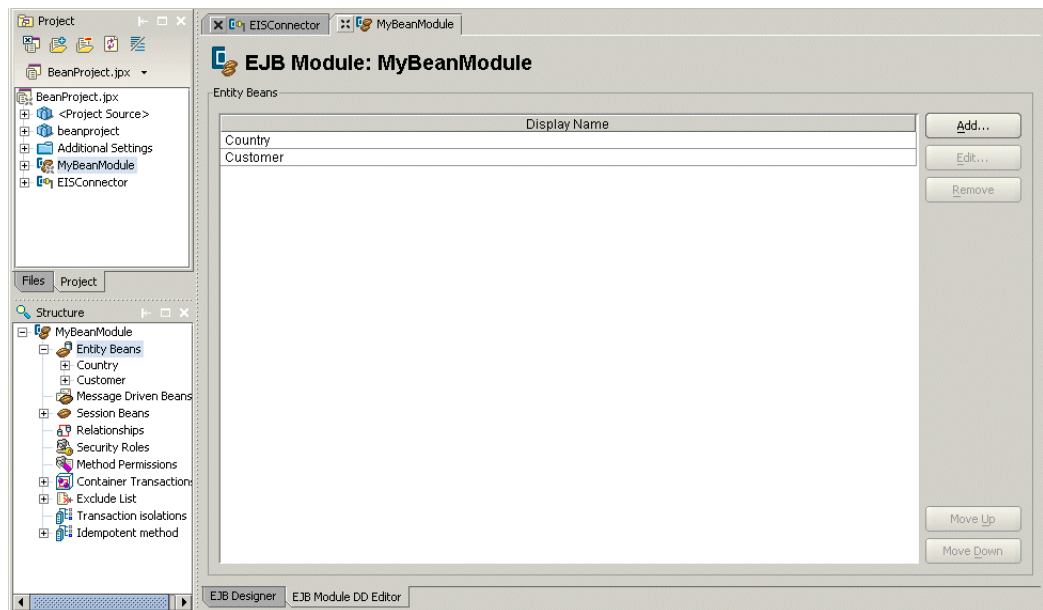 Project
BeanProject.jpx
BeanProject.jpx
<Project Source>
beanproject
Additional Settings
MyBeanModule
EISConnector
Files
Project
Structure
MyBeanModule
Entity Beans
Country
Customer
Message Driven Beans
Session Beans
Relationships
Security Roles
Method Permissions
Container Transaction
Exclude List
Transaction isolations
Idempotent method
EISConnector
MyBeanModule
EJB Module: MyBeanModule
Entity Beans
Display Name
Country
Customer
Add...
Edit...
Remove
Move Up
Move Down
EJB Designer
EJB Module DD Editor